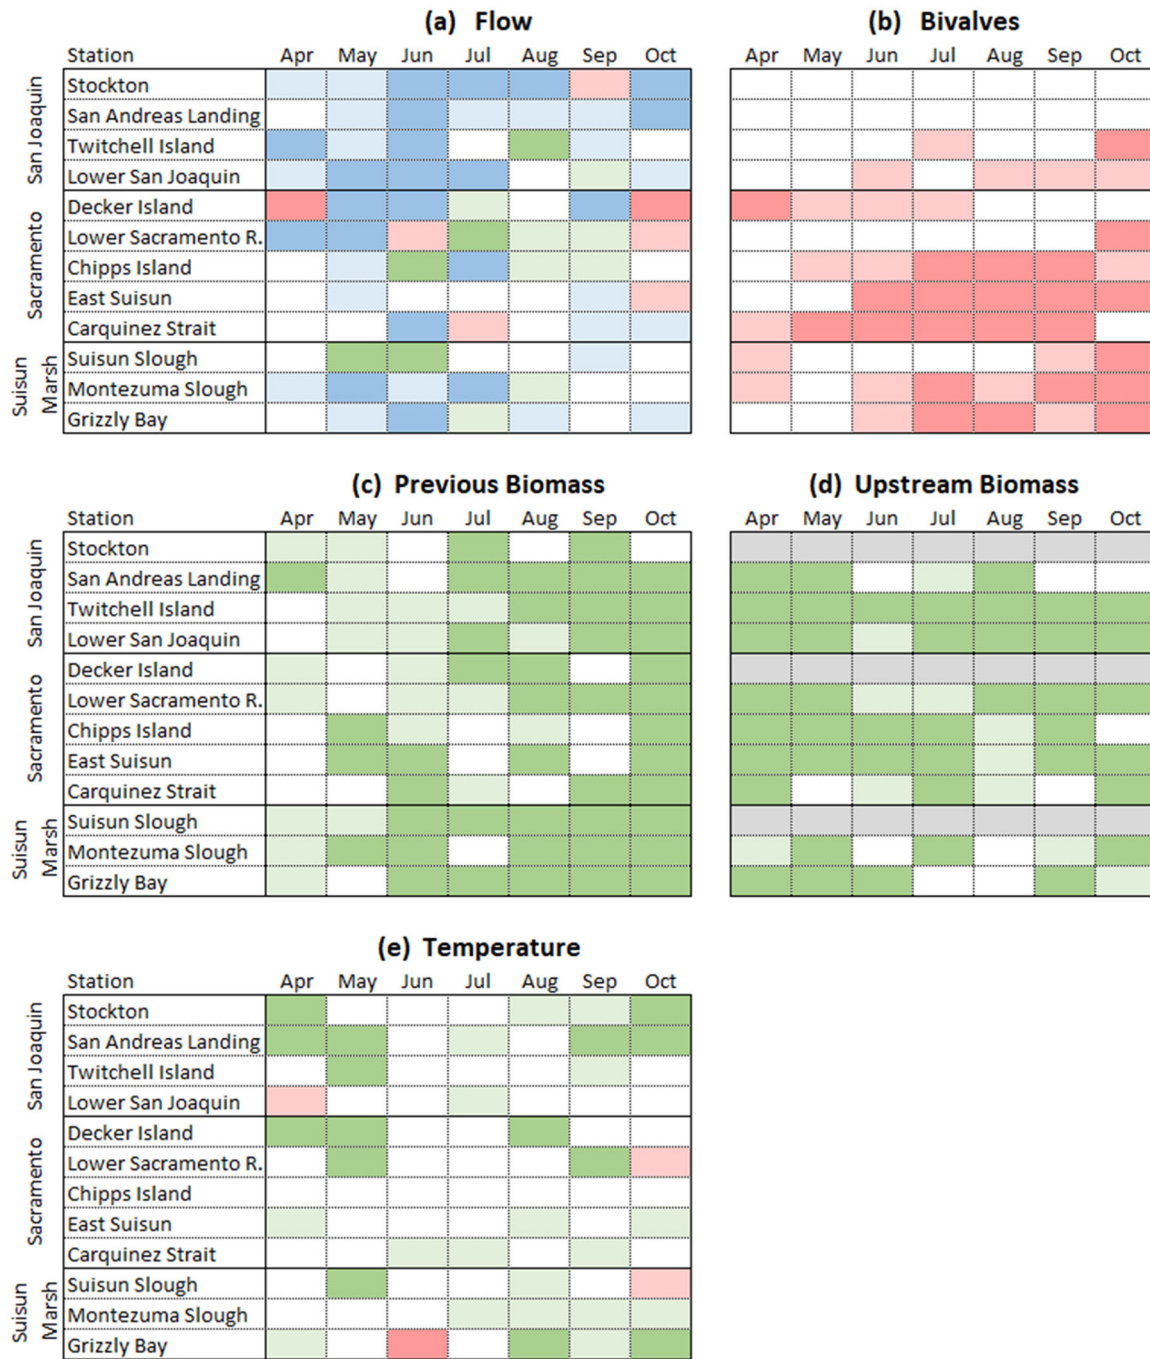 (a) Flow
(b) Bivalves
Station Apr May Jun Jul Aug Sep Oct
Apr May Jun Jul Aug Sep Oct
San Joaquin
Stockton
San Andreas Landing
Twitchell Island
Lower San Joaquin
Sacramento
Decker Island
Lower Sacramento R.
Chipps Island
East Suisun
Carquinez Strait
Suisun
Marsh
Suisun Slough
Montezuma Slough
Grizzly Bay
(c) Previous Biomass
(d) Upstream Biomass
Station Apr May Jun Jul Aug Sep Oct
Apr May Jun Jul Aug Sep Oct
San Joaquin
Stockton
San Andreas Landing
Twitchell Island
Lower San Joaquin
Sacramento
Decker Island
Lower Sacramento R.
Chipps Island
East Suisun
Carquinez Strait
Suisun
Marsh
Suisun Slough
Montezuma Slough
Grizzly Bay
(e) Temperature
Station Apr May Jun Jul Aug Sep Oct
San Joaquin
Stockton
San Andreas Landing
Twitchell Island
Lower San Joaquin
Sacramento
Decker Island
Lower Sacramento R.
Chipps Island
East Suisun
Carquinez Strait
Suisun
Marsh
Suisun Slough
Montezuma Slough
Grizzly Bay